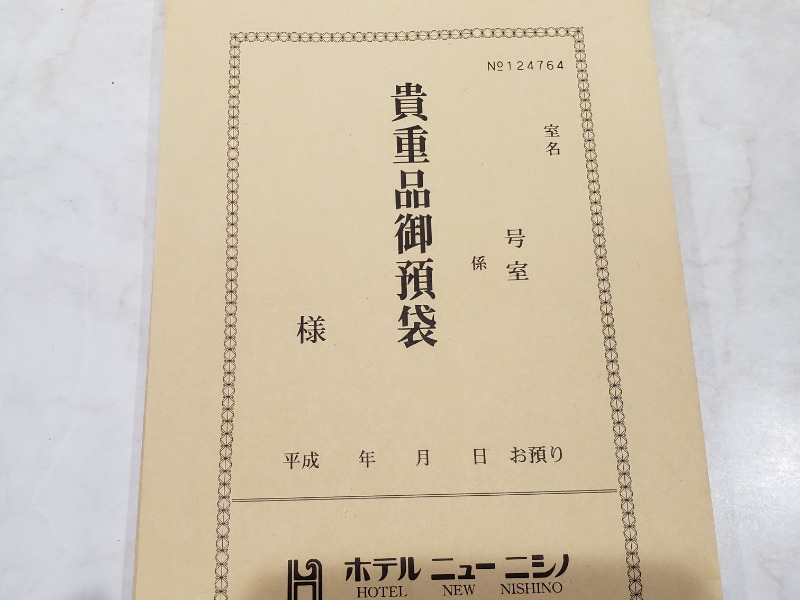 №124764
室名
号室
係
貴重品御預袋
様
平成 年 月 日 お預り
ホテル ニュー ニシノ
HOTEL NEW NISHINO